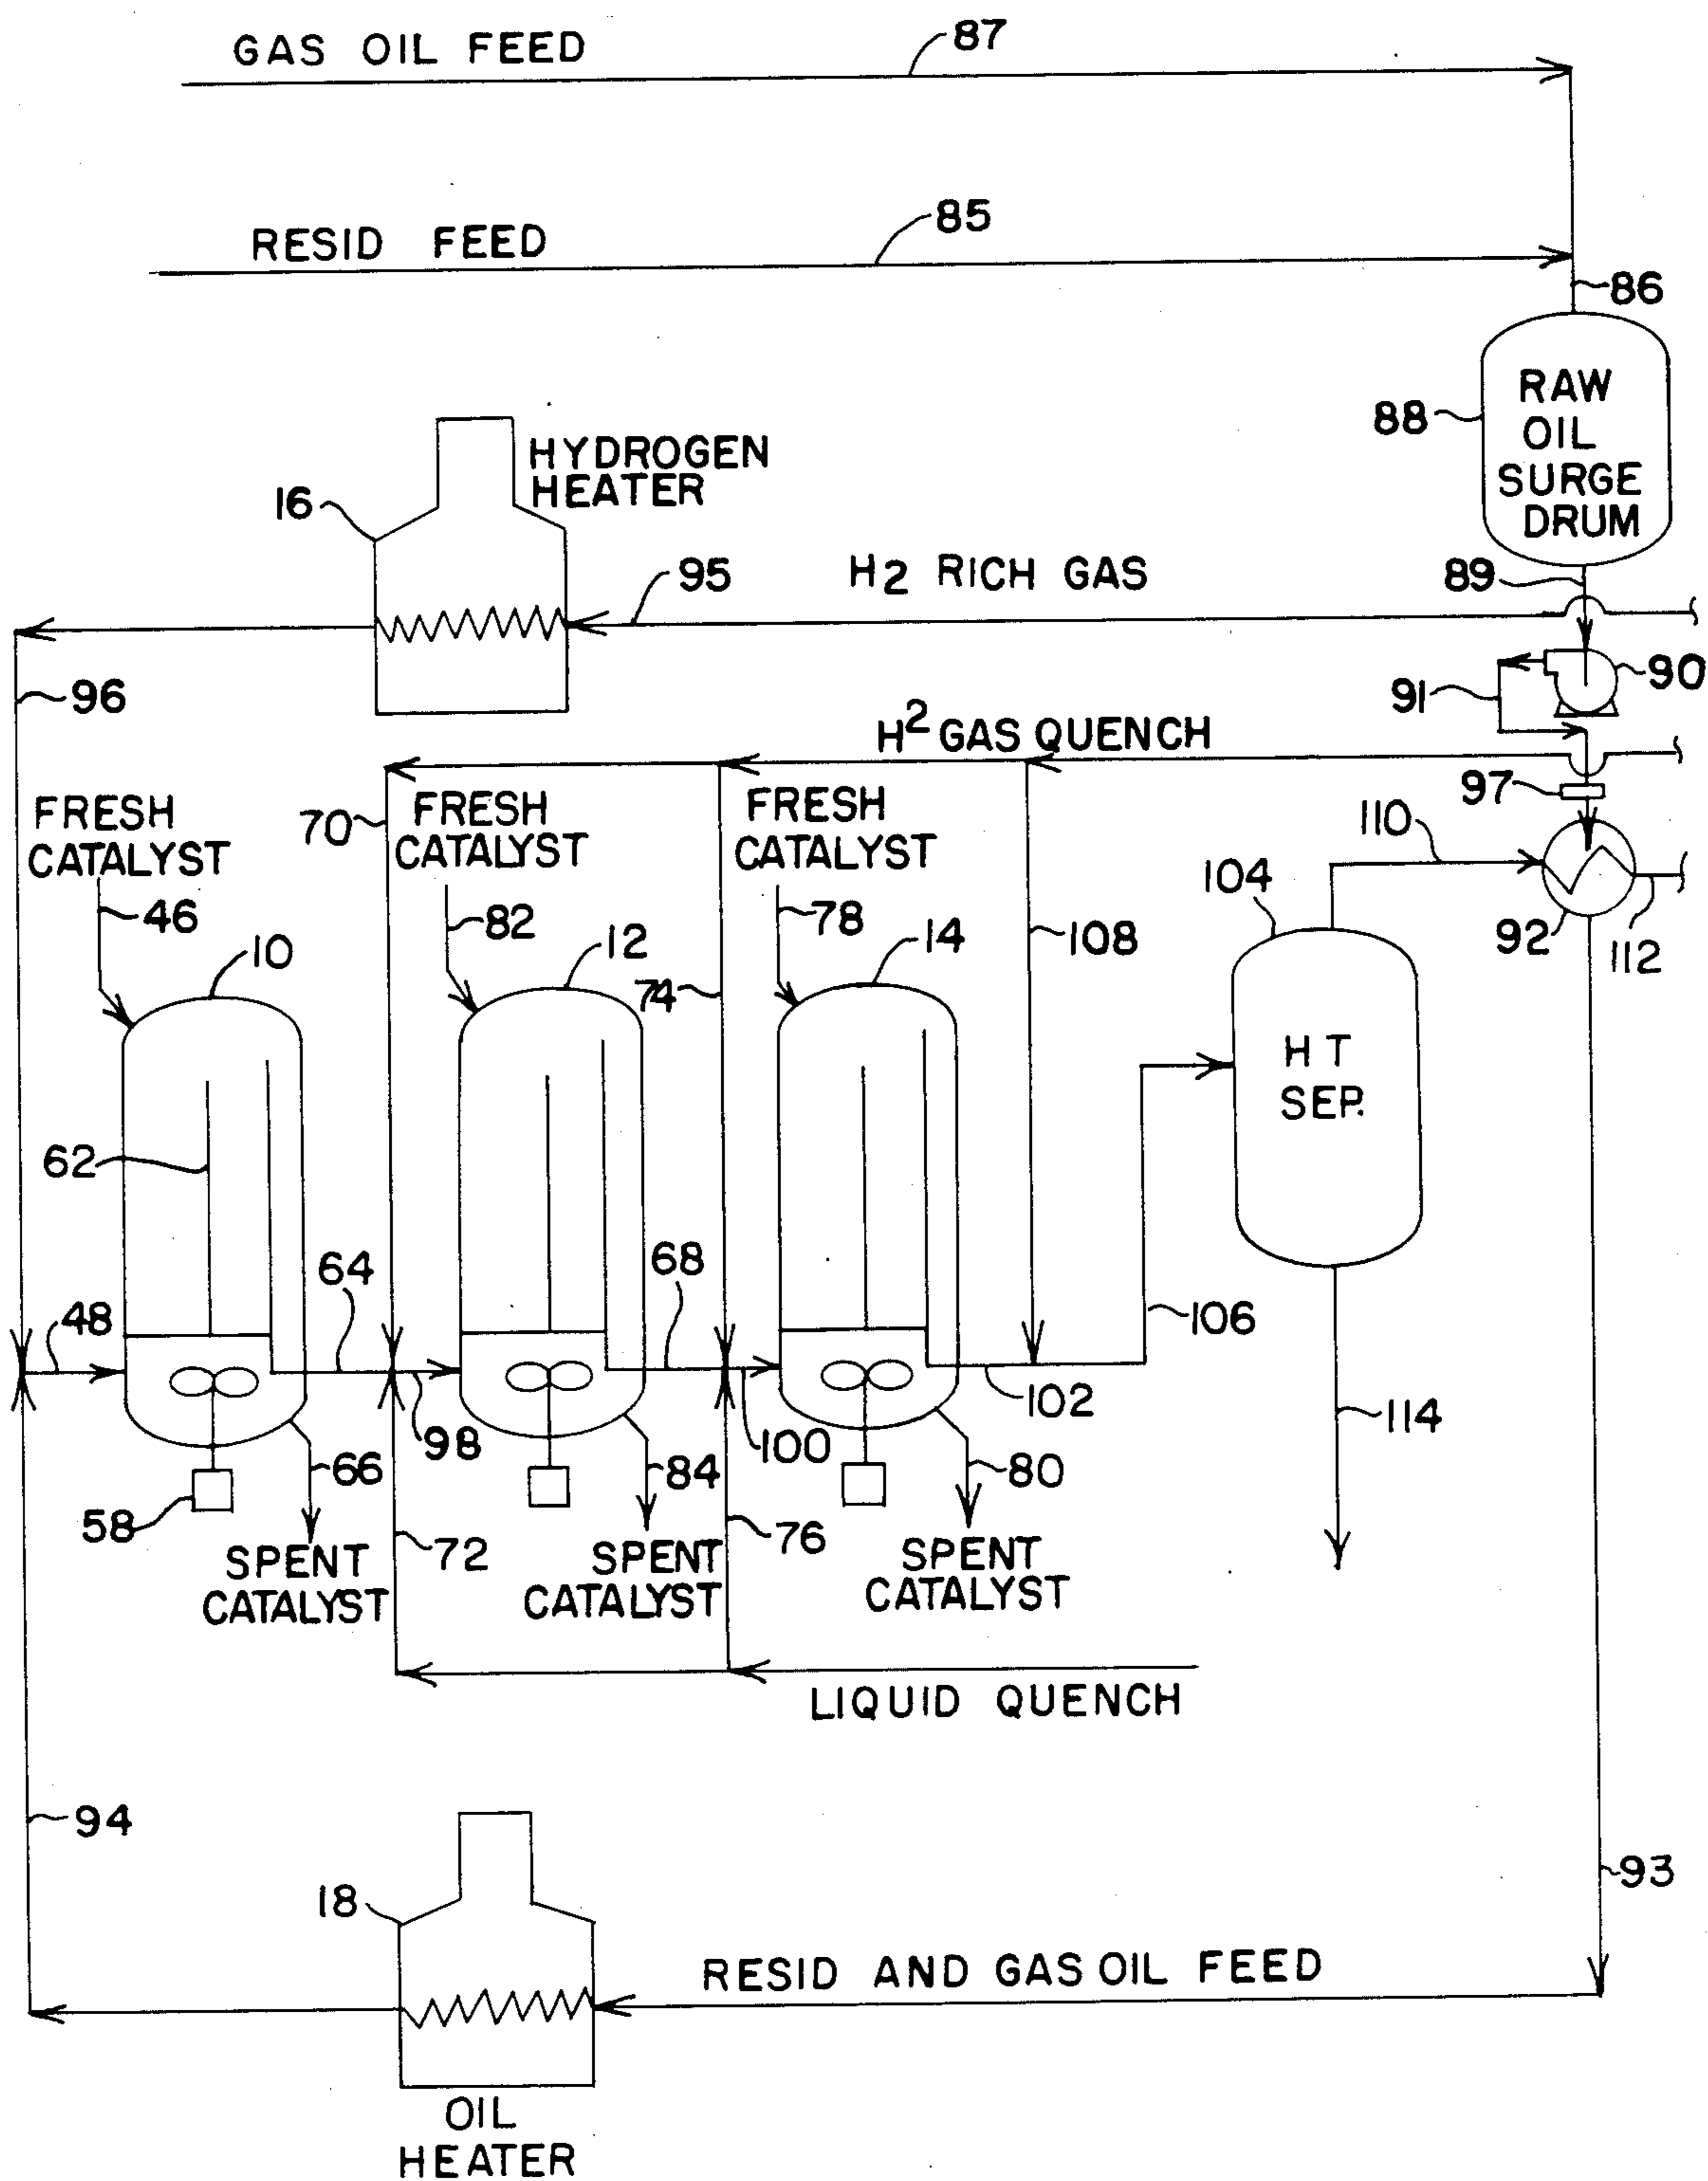 GAS OIL FEED
87
RESID FEED
85
86
RAW
OIL
SURGE
DRUM
88
HYDROGEN
HEATER
16
H2 RICH GAS
95
89
90
91
96
H² GAS QUENCH
97
FRESH
CATALYST
70
FRESH
CATALYST
FRESH
CATALYST
110
104
46
82
78
108
92
112
10
12
14
74
HT
SEP.
62
64
68
48
106
98
100
102
114
66
84
80
58
72
76
SPENT
CATALYST
SPENT
CATALYST
SPENT
CATALYST
LIQUID QUENCH
94
93
18
RESID AND GAS OIL FEED
OIL
HEATER